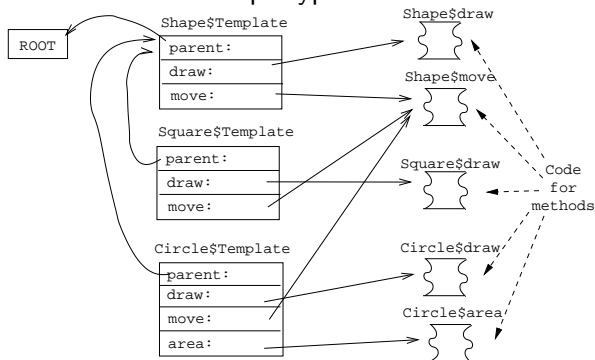 Shape$Template
ROOT
parent:
draw:
move:
Shape$draw
Shape$move
Square$Template
parent:
draw:
move:
Square$draw
Code
for
methods
Circle$Template
parent:
draw:
move:
area:
Circle$draw
Circle$area